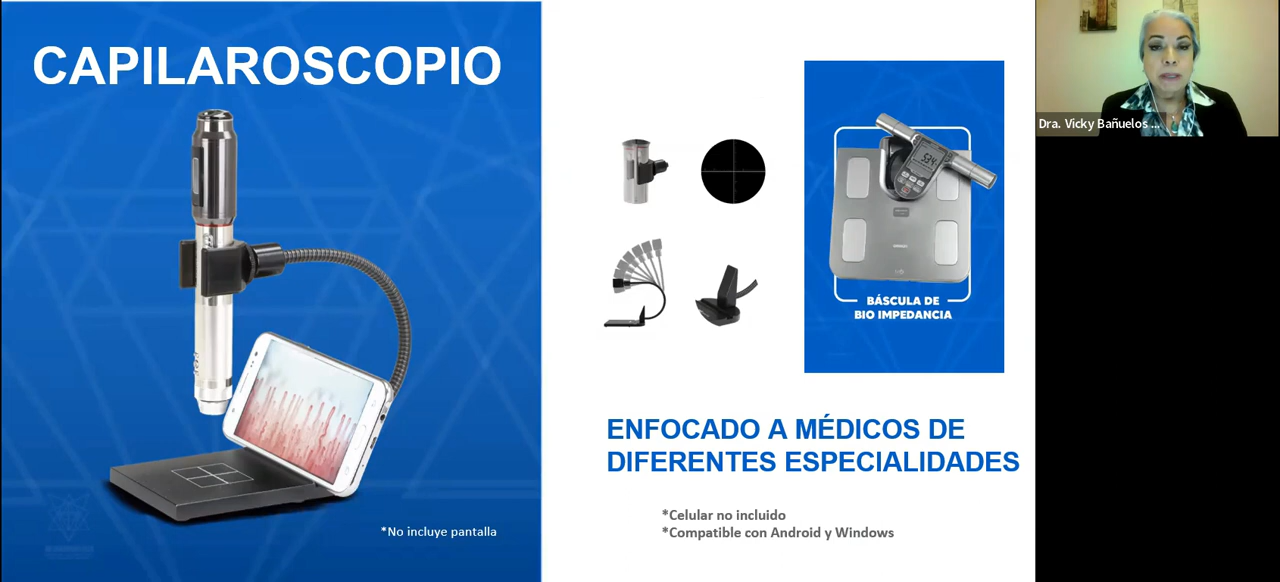 CAPILAROSCOPIO
*No incluye pantalla
534
BÁSCULA DE
BIO IMPEDANCIA
ENFOCADO A MÉDICOS DE
DIFERENTES ESPECIALIDADES
*Celular no incluido
*Compatible con Android y Windows
Dra. Vicky Bañuelos ...